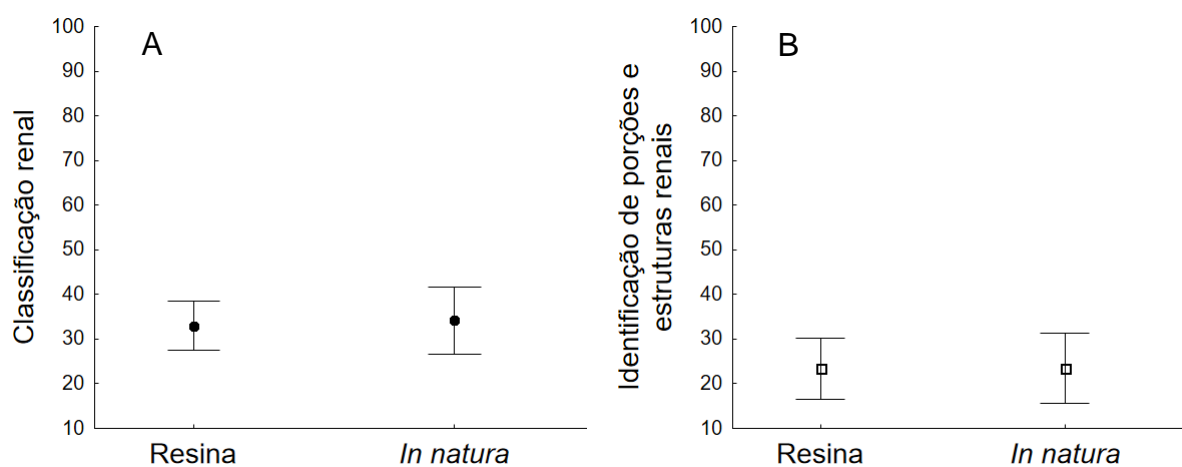 A
Classificação renal
100
90
80
70
60
50
40
30
20
10
Resina
In natura
B
Identificação de porções e
estruturas renais
100
90
80
70
60
50
40
30
20
10
Resina
In natura